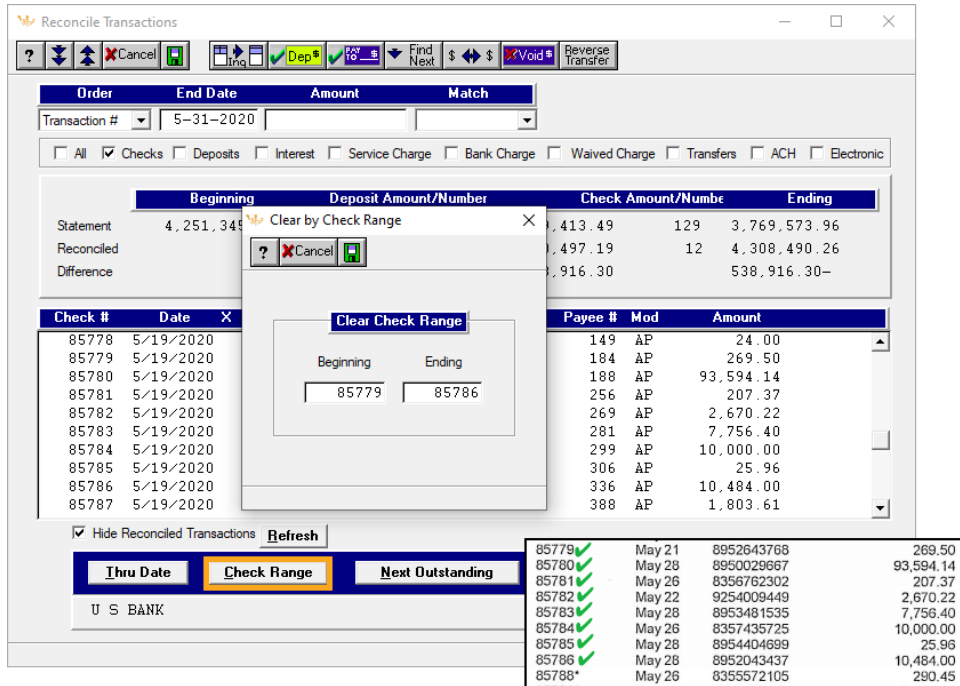 Reconcile Transactions
? Cancel Inq Dep$ PAY TO $ Find Next $ $ Void$ Reverse Transfer
Order End Date Amount Match
Transaction # 5-31-2020
All Checks Deposits Interest Service Charge Bank Charge Waived Charge Transfers ACH Electronic
Beginning Deposit Amount/Number Check Amount/Numbe Ending
Statement 4,251,345 ,413.49 129 3,769,573.96
Reconciled ,497.19 12 4,308,490.26
Difference ,916.30 538,916.30-
Clear by Check Range
? Cancel
Clear Check Range
Beginning Ending
85779 85786
Check # Date X Payee # Mod Amount
85778 5/19/2020 149 AP 24.00
85779 5/19/2020 184 AP 269.50
85780 5/19/2020 188 AP 93,594.14
85781 5/19/2020 256 AP 207.37
85782 5/19/2020 269 AP 2,670.22
85783 5/19/2020 281 AP 7,756.40
85784 5/19/2020 299 AP 10,000.00
85785 5/19/2020 306 AP 25.96
85786 5/19/2020 336 AP 10,484.00
85787 5/19/2020 388 AP 1,803.61
Hide Reconciled Transactions Refresh
Thru Date Check Range Next Outstanding
U S BANK
85779 May 21 8952643768 269.50
85780 May 28 8950029667 93,594.14
85781 May 26 8356762302 207.37
85782 May 22 9254009449 2,670.22
85783 May 28 8953481535 7,756.40
85784 May 26 8357435725 10,000.00
85785 May 28 8954404699 25.96
85786 May 28 8952043437 10,484.00
85788* May 26 8355572105 290.45